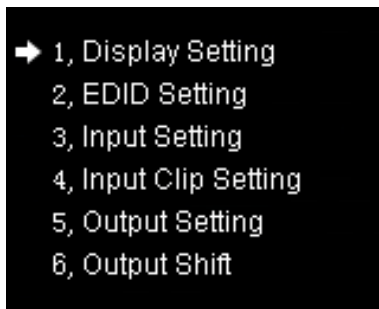 1, Display Setting
2, EDID Setting
3, Input Setting
4, Input Clip Setting
5, Output Setting
6, Output Shift